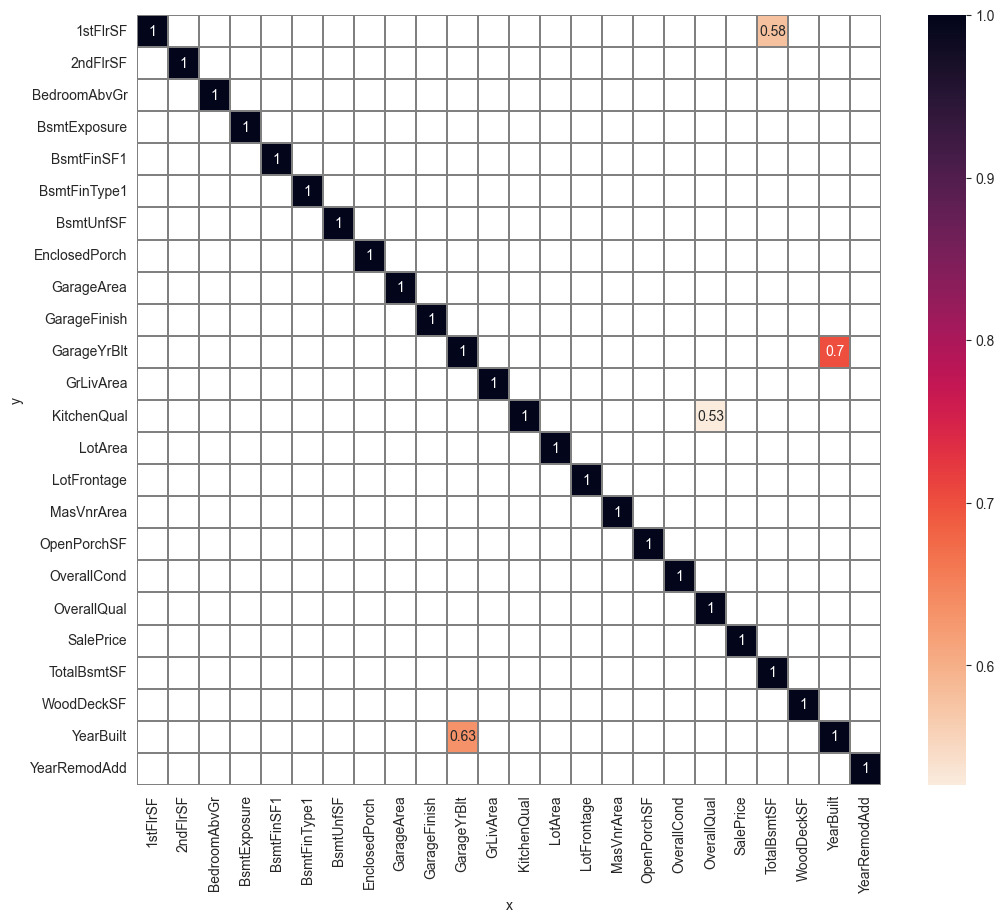 1stFlrSF 1 0.58 1.0
2ndFlrSF 1
BedroomAbvGr 1
BsmtExposure 1
BsmtFinSF1 1
BsmtFinType1 1 0.9
BsmtUnfSF 1
EnclosedPorch 1
GarageArea 1
GarageFinish 1
0.8
GarageYrBlt 1 0.7
GrLivArea 1
y
KitchenQual 1 0.53
LotArea 1
LotFrontage 1
0.7
MasVnrArea 1
OpenPorchSF 1
OverallCond 1
OverallQual 1
SalePrice 1
TotalBsmtSF 1 0.6
WoodDeckSF 1
YearBuilt 0.63 1
YearRemodAdd 1
1stFlrSF
2ndFlrSF
BedroomAbvGr
BsmtExposure
BsmtFinSF1
BsmtFinType1
BsmtUnfSF
EnclosedPorch
GarageArea
GarageFinish
GarageYrBlt
GrLivArea
KitchenQual
LotArea
LotFrontage
MasVnrArea
OpenPorchSF
OverallCond
OverallQual
SalePrice
TotalBsmtSF
WoodDeckSF
YearBuilt
YearRemodAdd
x